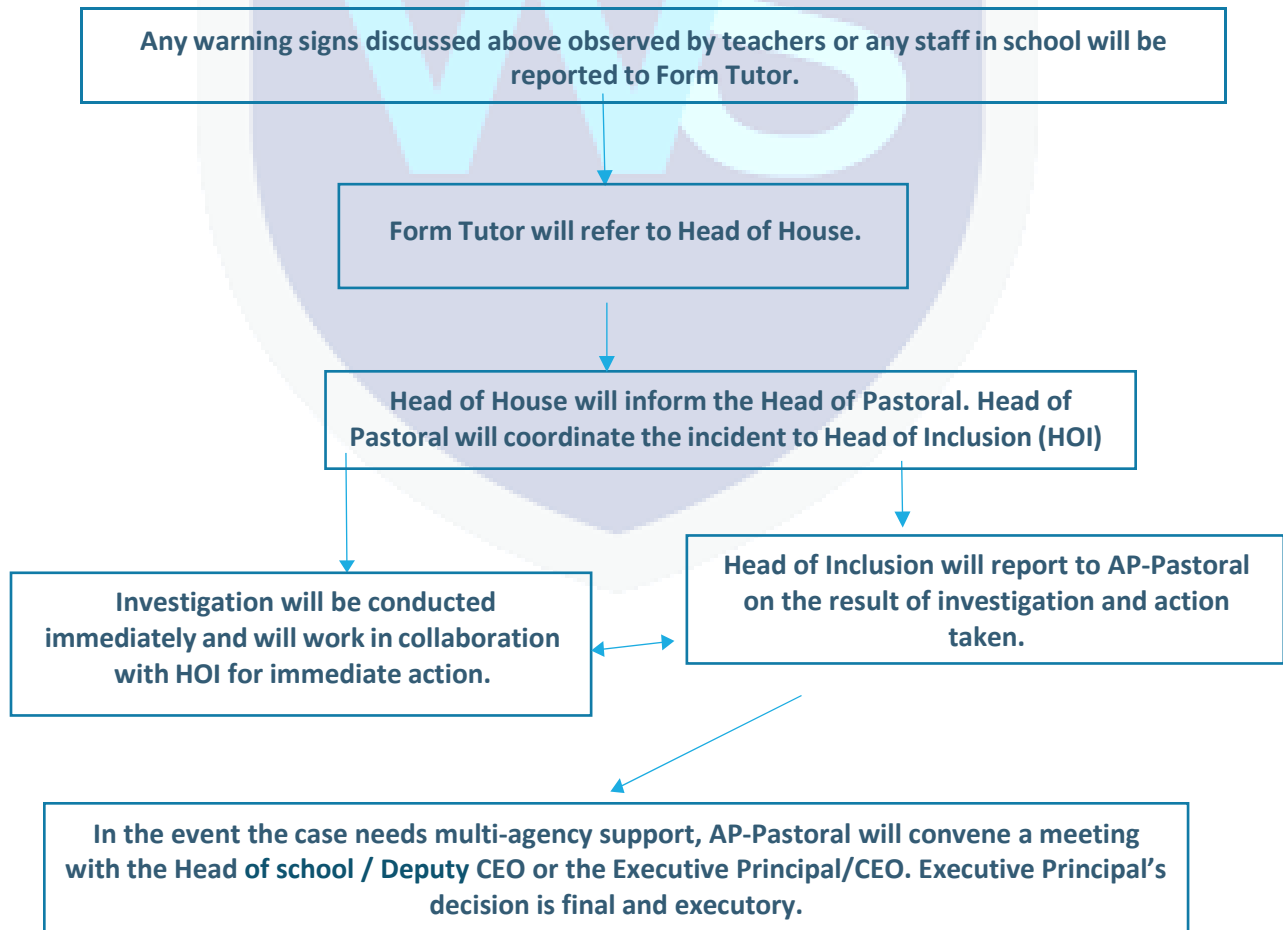 Any warning signs discussed above observed by teachers or any staff in school will be
reported to Form Tutor.
Form Tutor will refer to Head of House.
Head of House will inform the Head of Pastoral. Head of
Pastoral will coordinate the incident to Head of Inclusion (HOI)
Investigation will be conducted
immediately and will work in collaboration
with HOI for immediate action.
Head of Inclusion will report to AP-Pastoral
on the result of investigation and action
taken.
In the event the case needs multi-agency support, AP-Pastoral will convene a meeting
with the Head of school / Deputy CEO or the Executive Principal/CEO. Executive Principal’s
decision is final and executory.